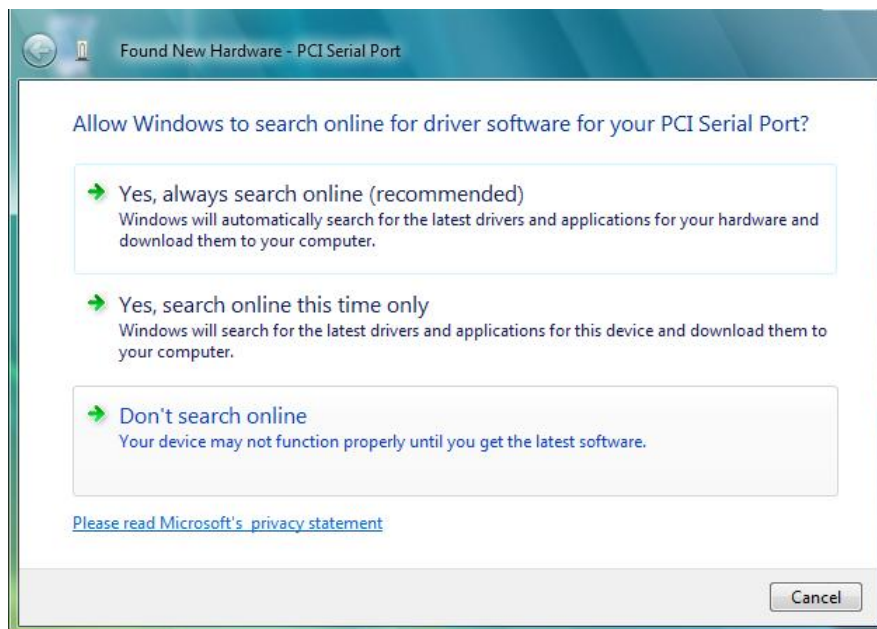 Found New Hardware - PCI Serial Port
Allow Windows to search online for driver software for your PCI Serial Port?
Yes, always search online (recommended)
Windows will automatically search for the latest drivers and applications for your hardware and
download them to your computer.
Yes, search online this time only
Windows will search for the latest drivers and applications for this device and download them to
your computer.
Don't search online
Your device may not function properly until you get the latest software.
Please read Microsoft's privacy statement
Cancel